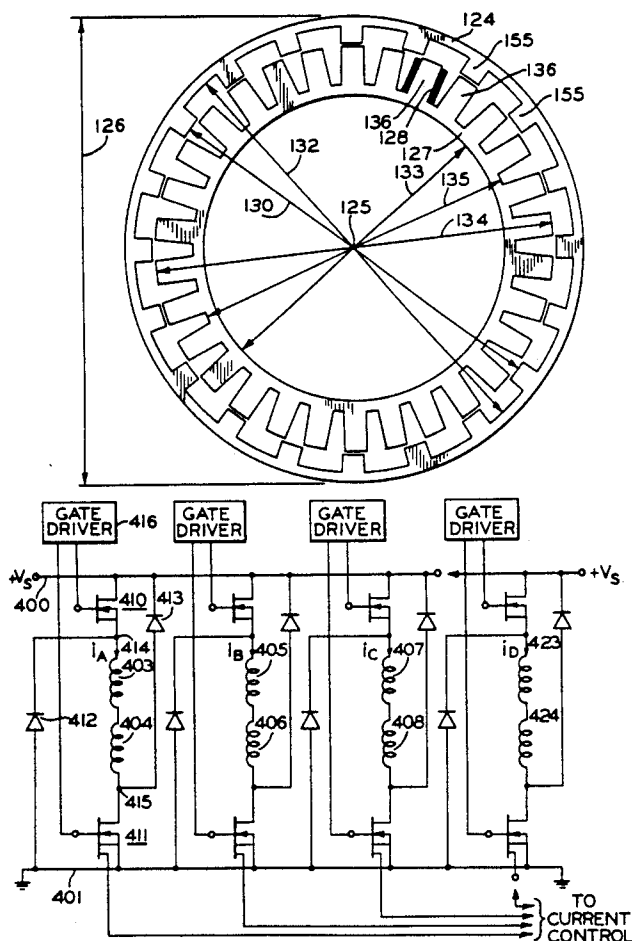 124
155
136
155
126
136
128
127
133
132
135
130
125
134
GATE DRIVER
416
GATE DRIVER
GATE DRIVER
GATE DRIVER
+Vs
400
410
413
+Vs
iA
414
403
iB
405
iC
407
iD
423
412
404
406
408
424
415
411
401
TO
CURRENT
CONTROL